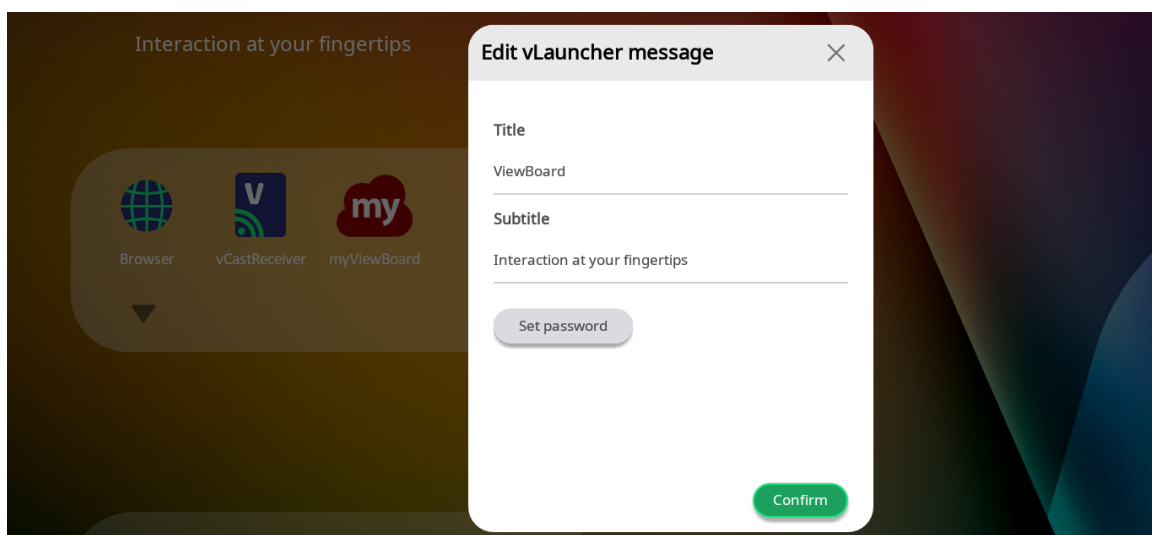 Interaction at your fingertips
Browser
V
vCastReceiver
my
myViewBoard
Edit vLauncher message
Title
ViewBoard
Subtitle
Interaction at your fingertips
Set password
Confirm